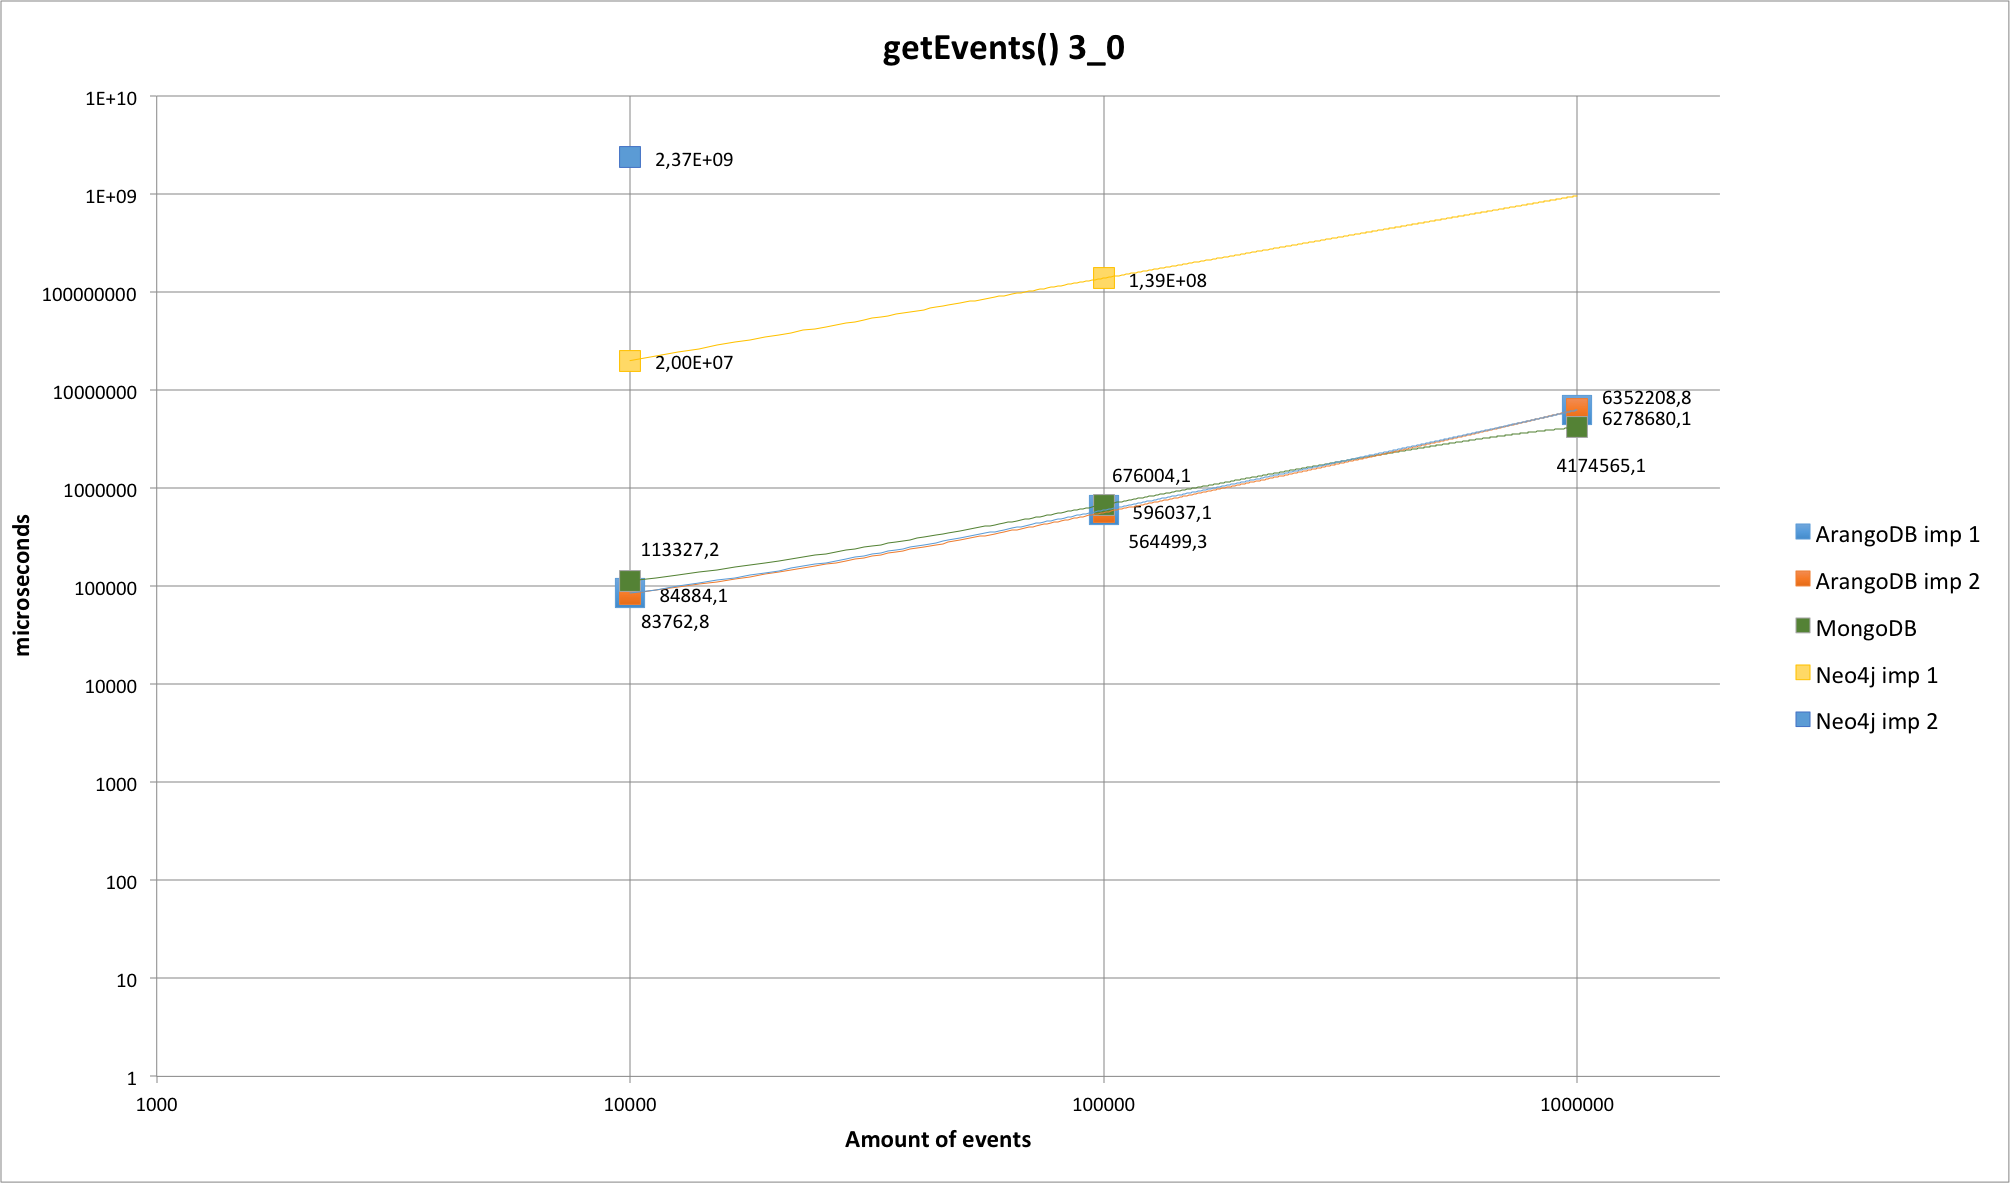 getEvents() 3_0
1E+10
1E+09
100000000
10000000
1000000
100000
10000
1000
100
10
1
microseconds
2,37E+09
2,00E+07
1,39E+08
113327,2
84884,1
83762,8
676004,1
596037,1
564499,3
6352208,8
6278680,1
4174565,1
1000
10000
100000
1000000
Amount of events
ArangoDB imp 1
ArangoDB imp 2
MongoDB
Neo4j imp 1
Neo4j imp 2